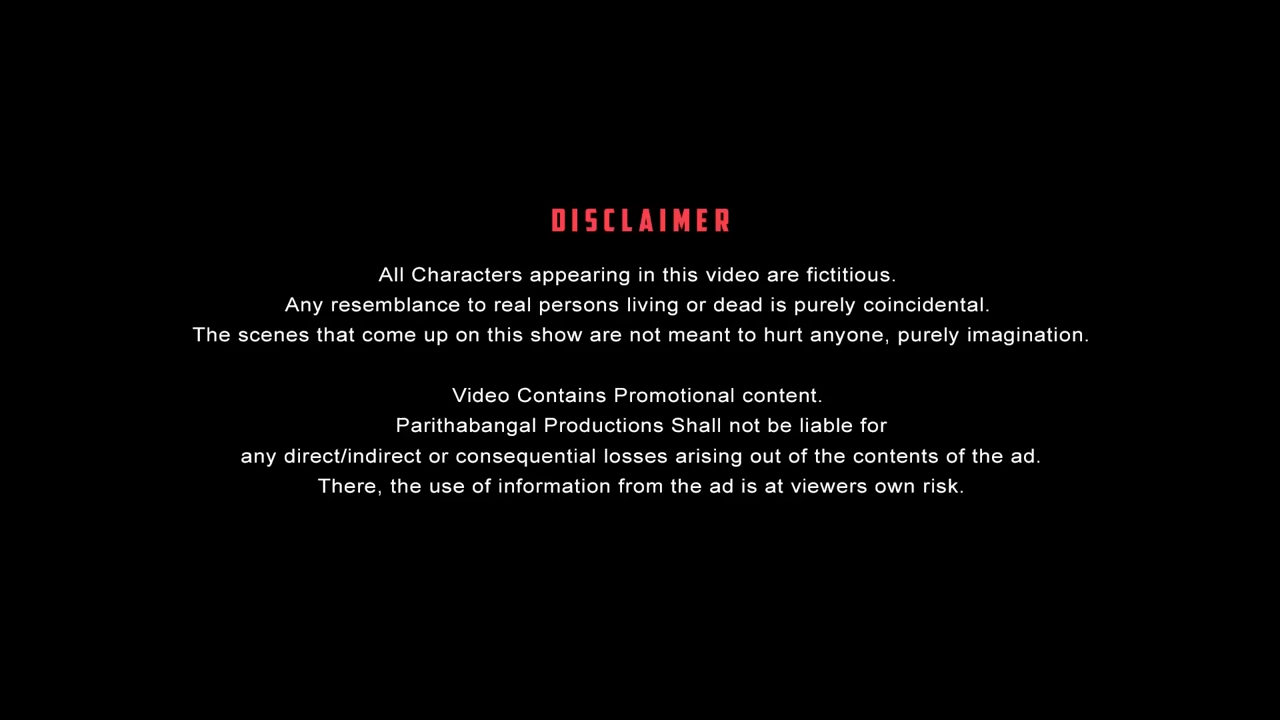 DISCLAIMER
All Characters appearing in this video are fictitious.
Any resemblance to real persons living or dead is purely coincidental.
The scenes that come up on this show are not meant to hurt anyone, purely imagination.
Video Contains Promotional content.
Parithabangal Productions Shall not be liable for
any direct/indirect or consequential losses arising out of the contents of the ad.
There, the use of information from the ad is at viewers own risk.